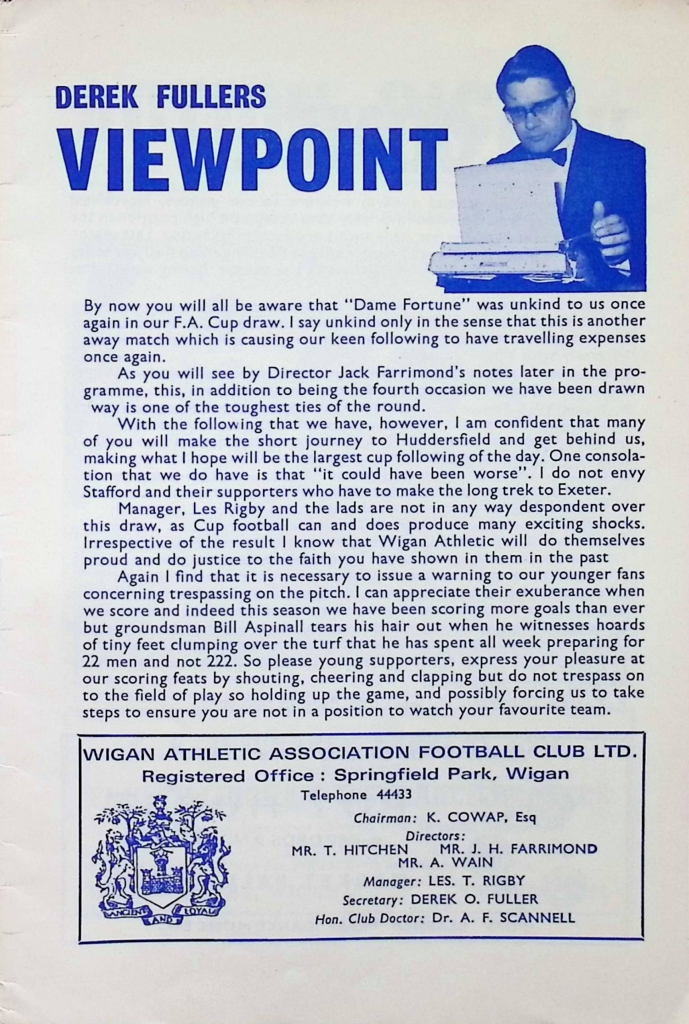 DEREK FULLERS
VIEWPOINT
By now you will all be aware that "Dame Fortune" was unkind to us once
again in our F.A. Cup draw. I say unkind only in the sense that this is another
away match which is causing our keen following to have travelling expenses
once again.
As you will see by Director Jack Farrimond's notes later in the pro-
gramme, this, in addition to being the fourth occasion we have been drawn
way is one of the toughest ties of the round.
With the following that we have, however, I am confident that many
of you will make the short journey to Huddersfield and get behind us,
making what I hope will be the largest cup following of the day. One consola-
tion that we do have is that "it could have been worse". I do not envy
Stafford and their supporters who have to make the long trek to Exeter.
Manager, Les Rigby and the lads are not in any way despondent over
this draw, as Cup football can and does produce many exciting shocks.
Irrespective of the result I know that Wigan Athletic will do themselves
proud and do justice to the faith you have shown in them in the past
Again I find that it is necessary to issue a warning to our younger fans
concerning trespassing on the pitch. I can appreciate their exuberance when
we score and indeed this season we have been scoring more goals than ever
but groundsman Bill Aspinall tears his hair out when he witnesses hoards
of tiny feet clumping over the turf that he has spent all week preparing for
22 men and not 222. So please young supporters, express your pleasure at
our scoring feats by shouting, cheering and clapping but do not trespass on
to the field of play so holding up the game, and possibly forcing us to take
steps to ensure you are not in a position to watch your favourite team.
WIGAN ATHLETIC ASSOCIATION FOOTBALL CLUB LTD.
Registered Office : Springfield Park, Wigan
Telephone 44433
Chairman: K. COWAP, Esq
Directors:
MR. T. HITCHEN MR. J. H. FARRIMOND
MR. A. WAIN
Manager: LES. T. RIGBY
Secretary: DEREK O. FULLER
Hon. Club Doctor: Dr. A. F. SCANNELL
ANCIENT AND LOYAL